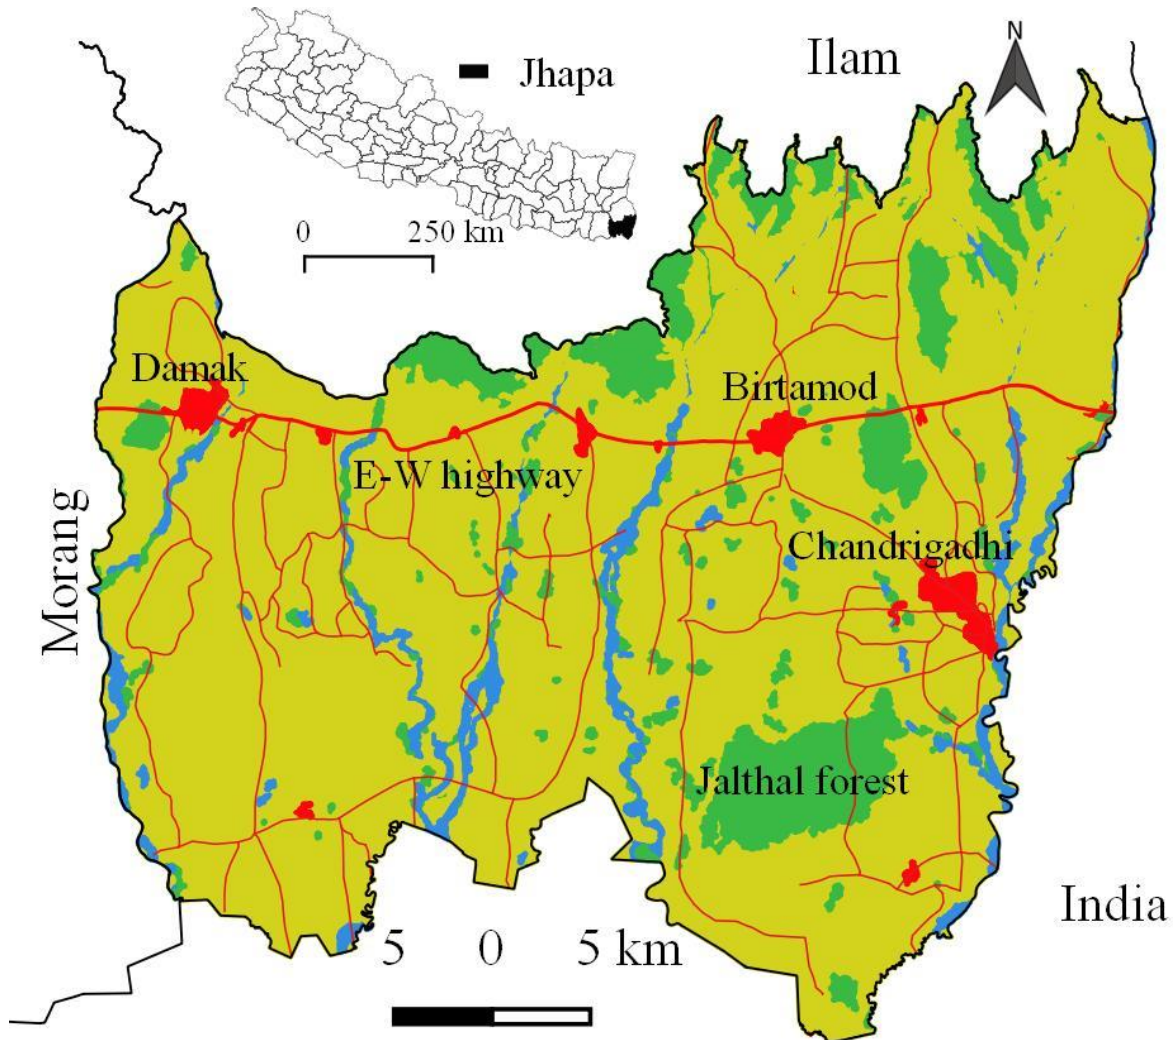 N
Ilam
Jhapa
0 250 km
Damak
Birtamod
E-W highway
Morang
Chandrigadhi
Jalthal forest
India
5 0 5 km